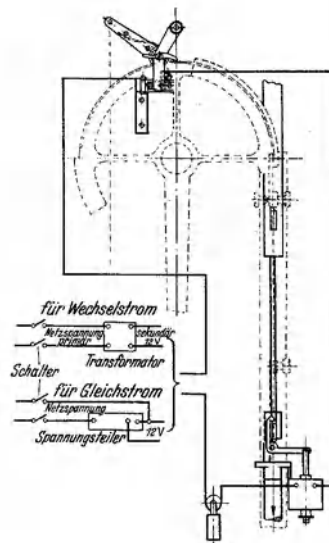 für Wechselstrom
Netzspannung primär
sekundär 12V
Transformator
Schalter
für Gleichstrom
Netzspannung
12V
Spannungsteiler